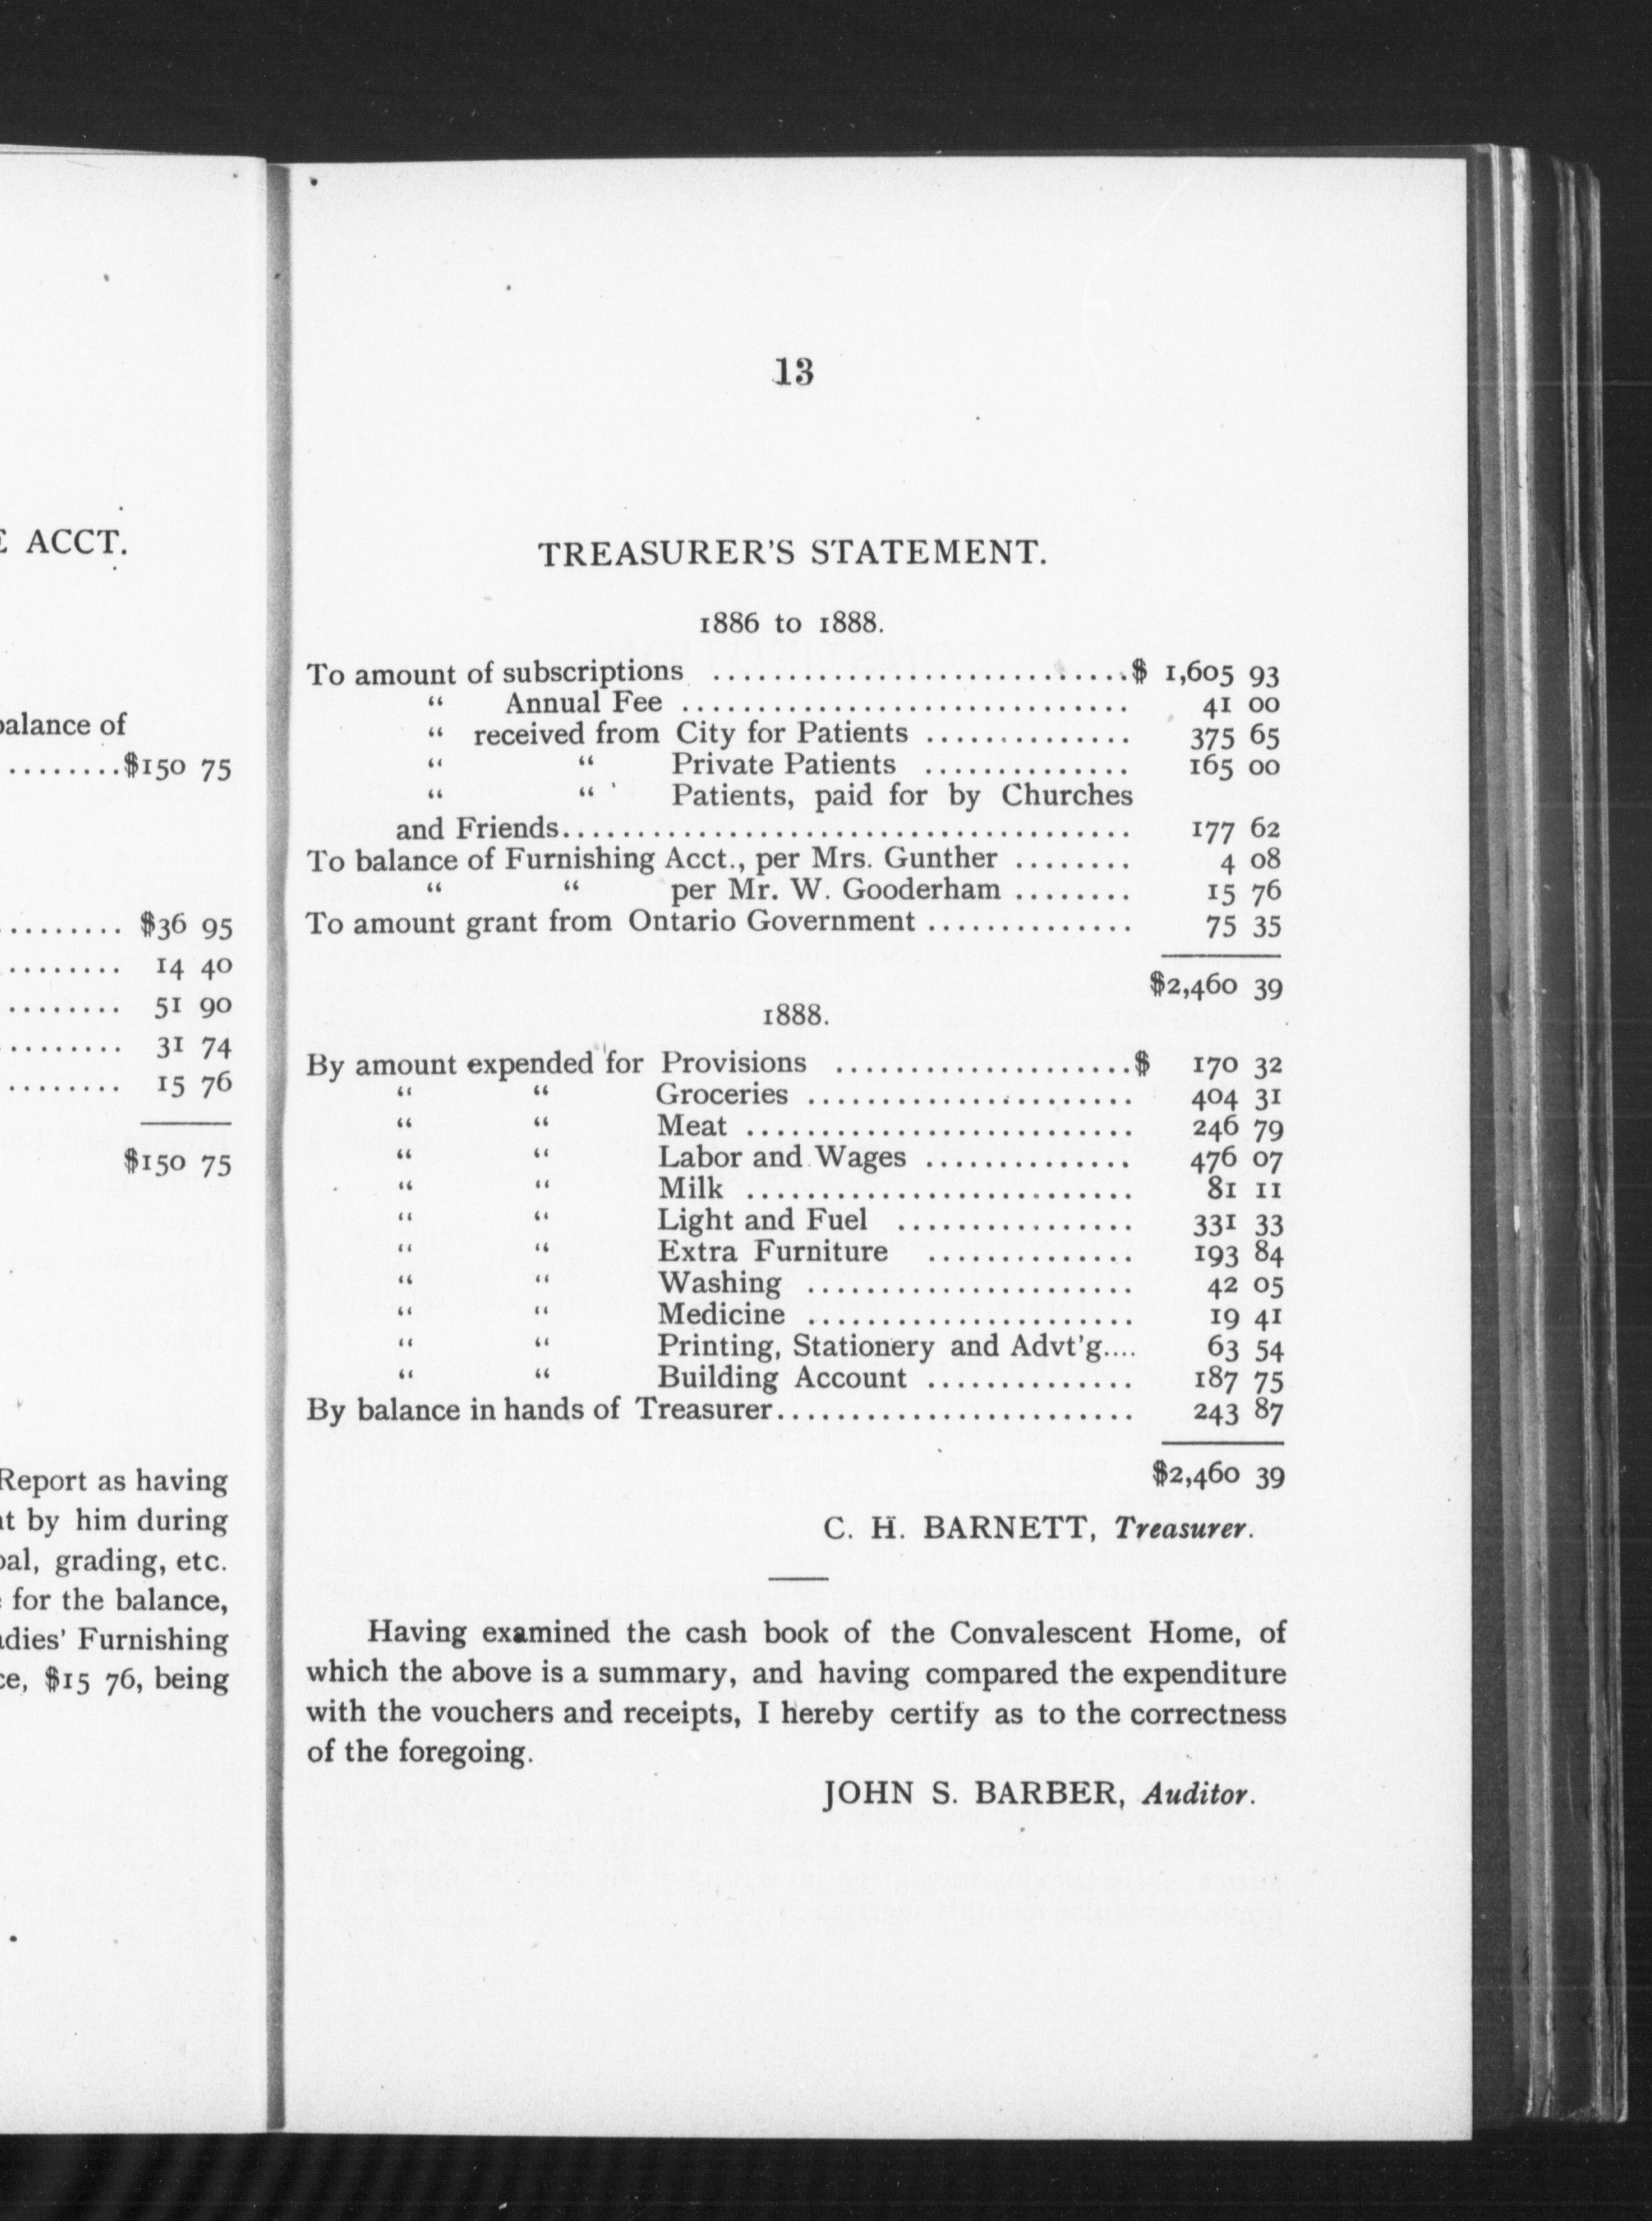 E ACCT.
balance of
........$150 75
......... $36 95
........ 14 40
........ 51 90
......... 31 74
........ 15 76
$150 75
Report as having
by him during
grading, etc.
for the balance,
Furnishing
$15 76, being
13
TREASURER'S STATEMENT.
1886 to 1888.
To amount of subscriptions ............................$ 1,605 93
“ Annual Fee .............................. 41 00
“ received from City for Patients .............. 375 65
“ “ Private Patients .............. 165 00
“ “ Patients, paid for by Churches
and Friends...................................... 177 62
To balance of Furnishing Acct., per Mrs. Gunther ........ 4 08
“ “ per Mr. W. Gooderham ........ 15 76
To amount grant from Ontario Government .............. 75 35
$2,460 39
1888.
By amount expended for Provisions ....................$ 170 32
“ “ Groceries ...................... 404 31
“ “ Meat .......................... 246 79
“ “ Labor and Wages .............. 476 07
“ “ Milk .......................... 81 11
“ “ Light and Fuel ................ 331 33
“ “ Extra Furniture .............. 193 84
“ “ Washing ...................... 42 05
“ “ Medicine ...................... 19 41
“ “ Printing, Stationery and Advt'g.... 63 54
“ “ Building Account .............. 187 75
By balance in hands of Treasurer........................ 243 87
$2,460 39
C. H. BARNETT, Treasurer.
Having examined the cash book of the Convalescent Home, of
which the above is a summary, and having compared the expenditure
with the vouchers and receipts, I hereby certify as to the correctness
of the foregoing.
JOHN S. BARBER, Auditor.